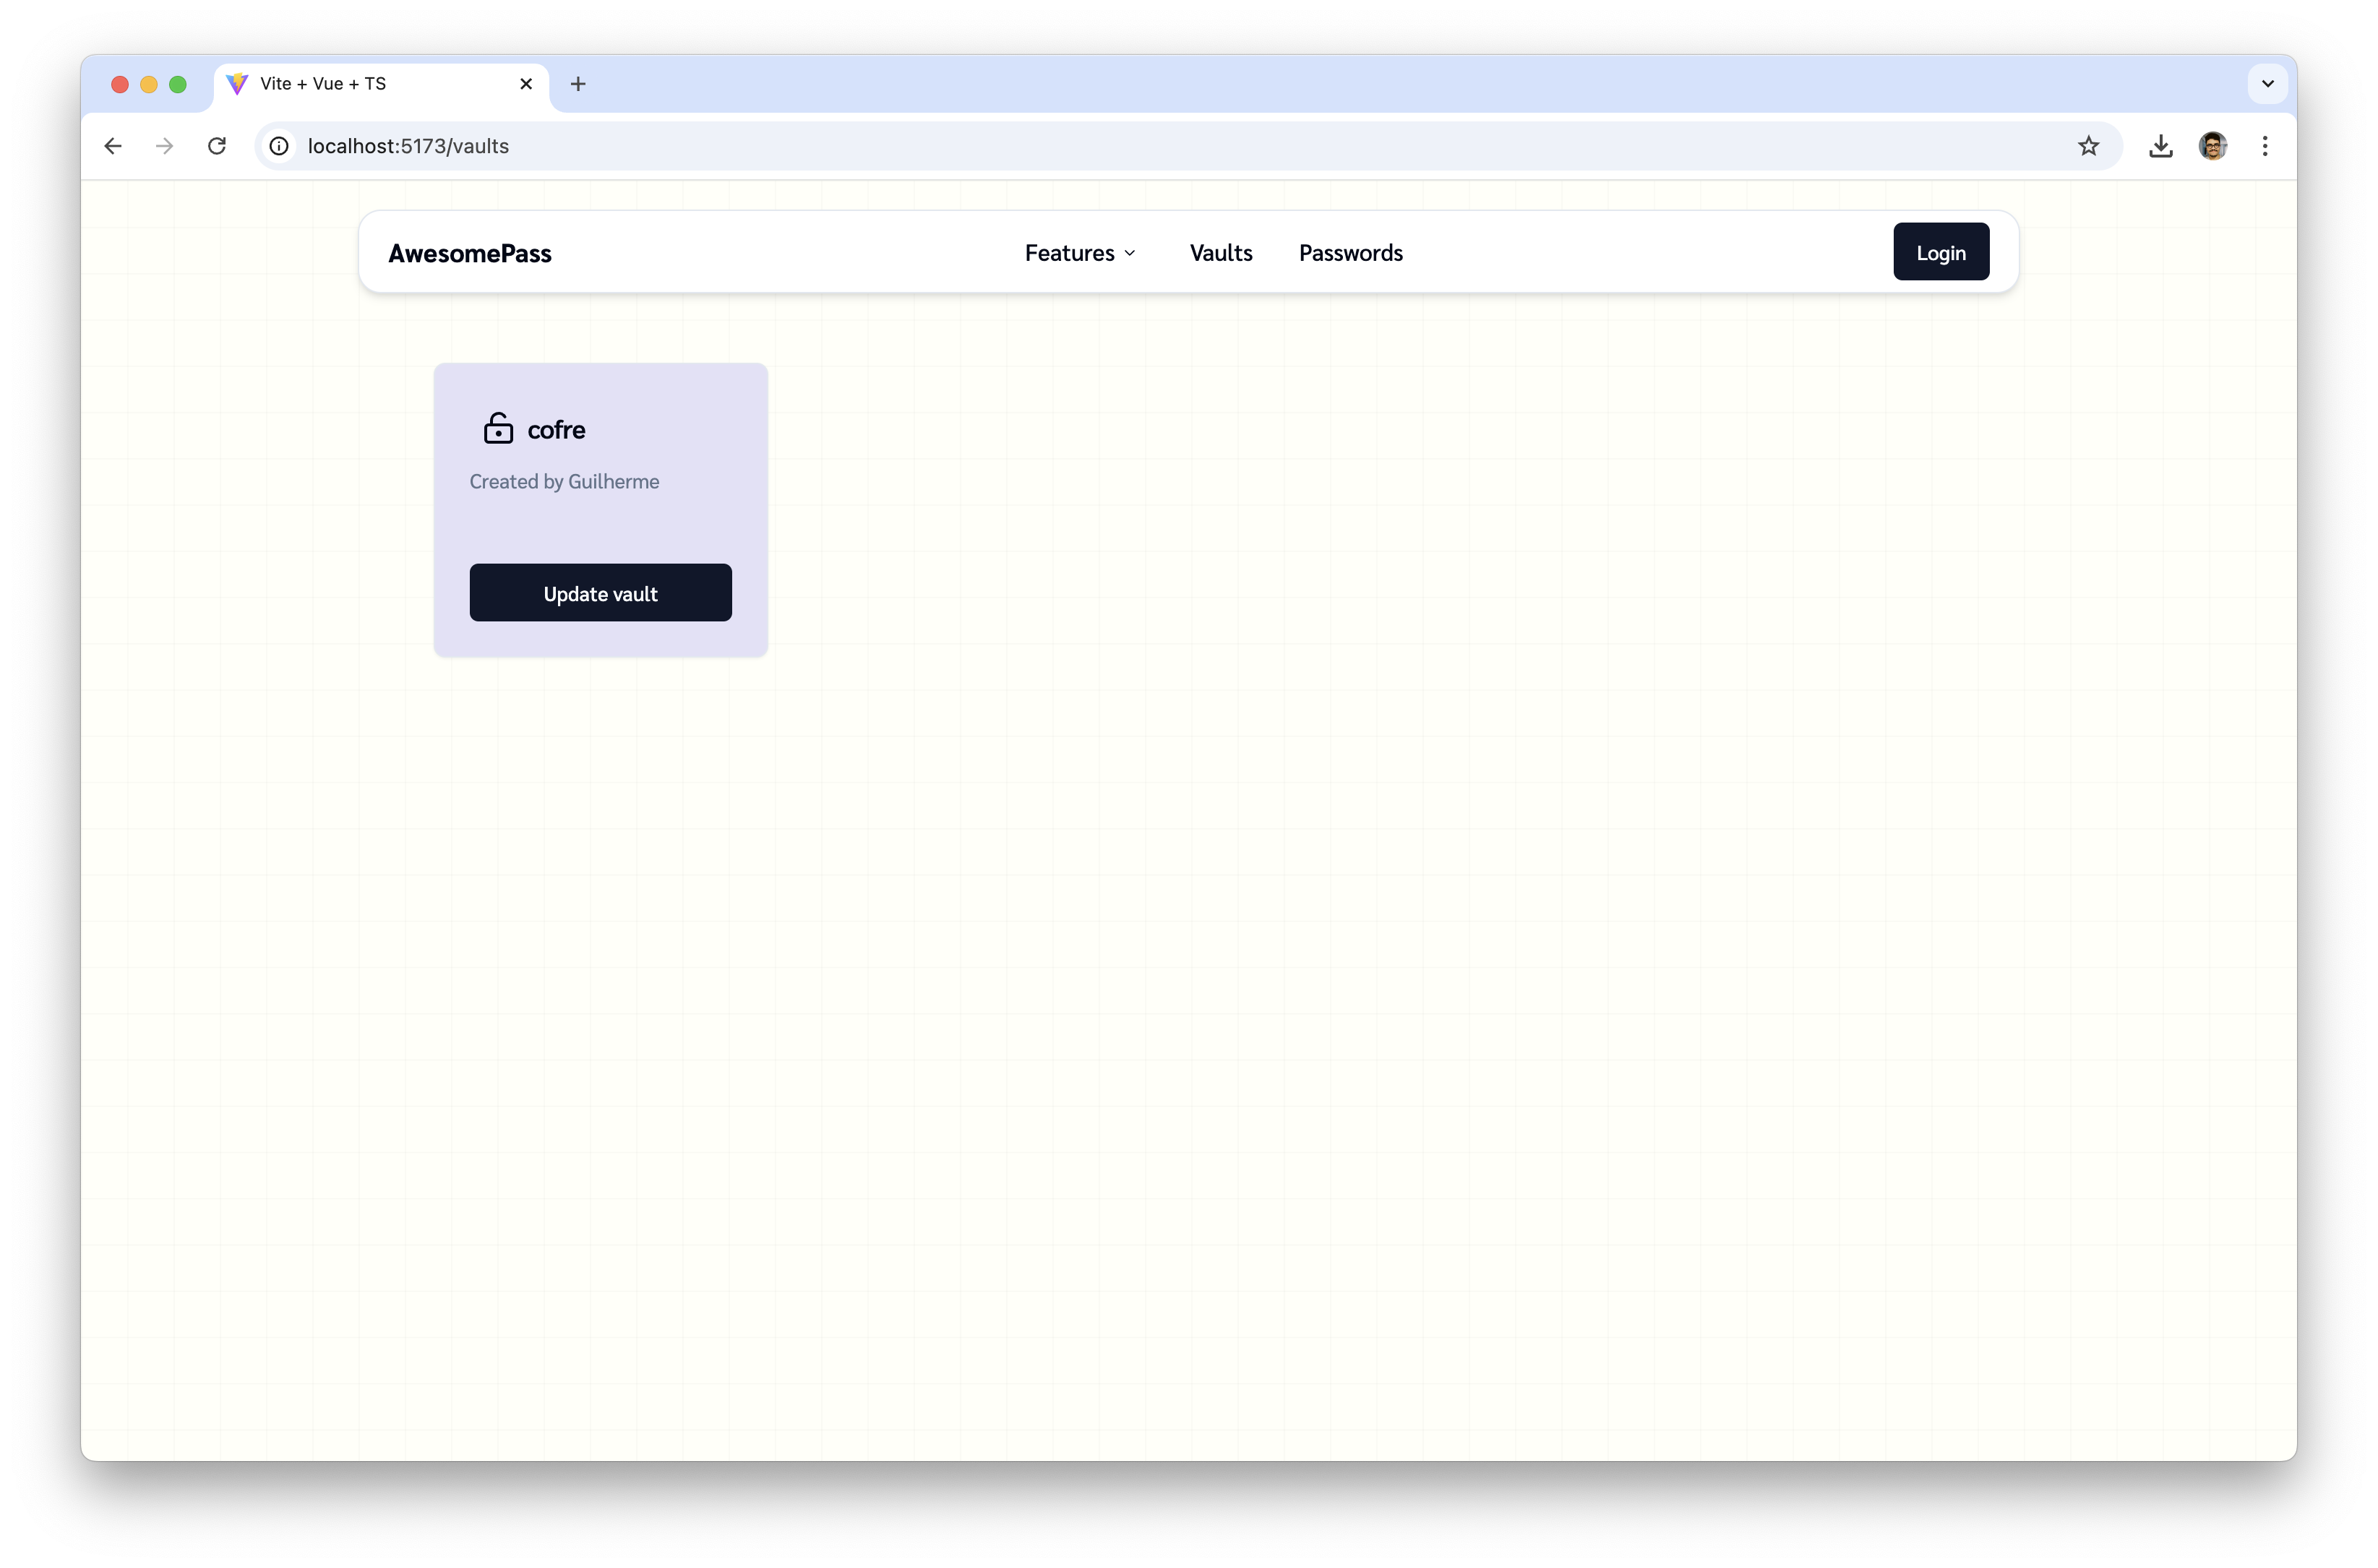 Vite + Vue + TS
localhost:5173/vaults
AwesomePass
Features
Vaults
Passwords
Login
cofre
Created by Guilherme
Update vault